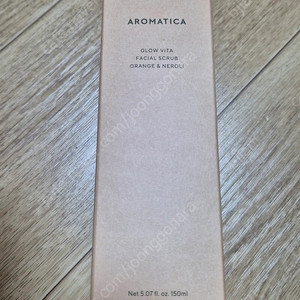 AROMATICA
GLOW VITA
FACIAL SCRUB
ORANGE & NEROLI
Net 5.07 fl. oz. 150ml